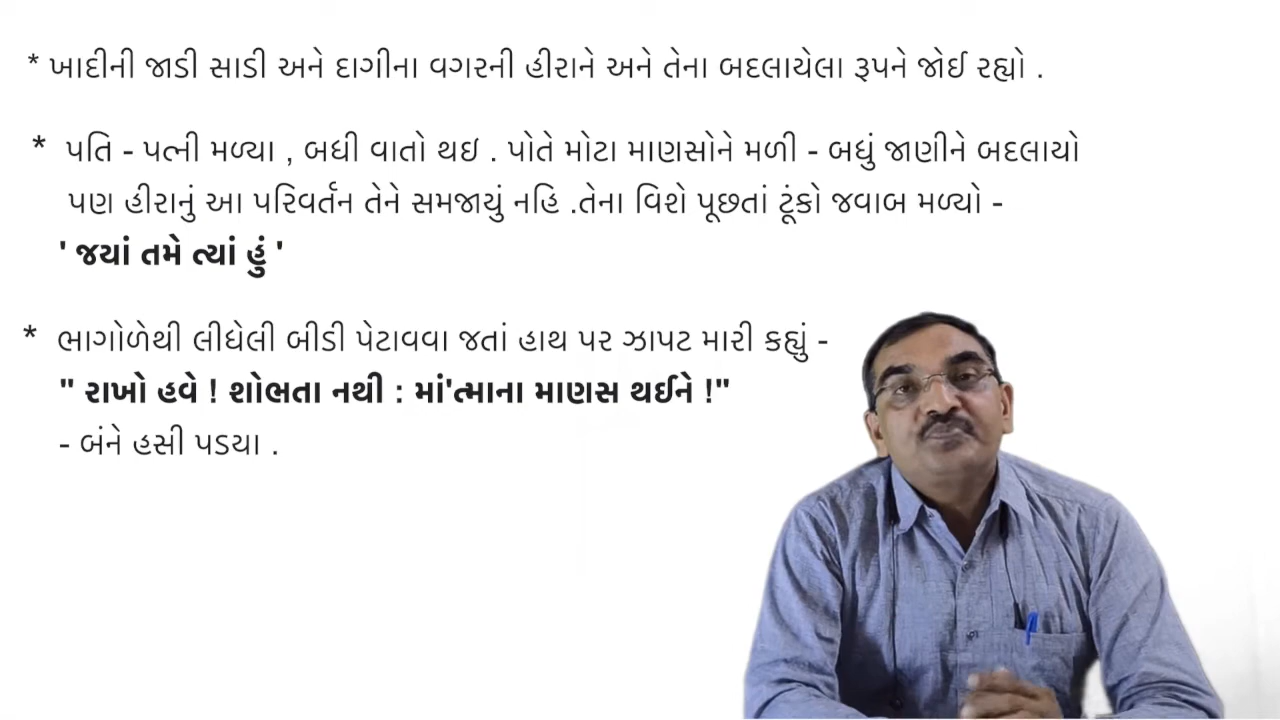 * ખાદીની જાડી સાડી અને દાગીના વગરની હીરાને અને તેના બદલાયેલા રૂપને જોઈ રહ્યો .
* પતિ - પત્ની મળ્યા , બધી વાતો થઇ . પોતે મોટા માણસોને મળી - બધું જાણીને બદલાયો
પણ હીરાનું આ પરિવર્તન તેને સમજાયું નહિ .તેના વિશે પૂછતાં ટૂંકો જવાબ મળ્યો -
' જયાં તમે ત્યાં હું '
* ભાગોળેથી લીધેલી બીડી પેટાવવા જતાં હાથ પર ઝાપટ મારી કહ્યું -
" રાખો હવે ! શોભતા નથી : માં'ત્માના માણસ થઈને !"
- બંને હસી પડયા .